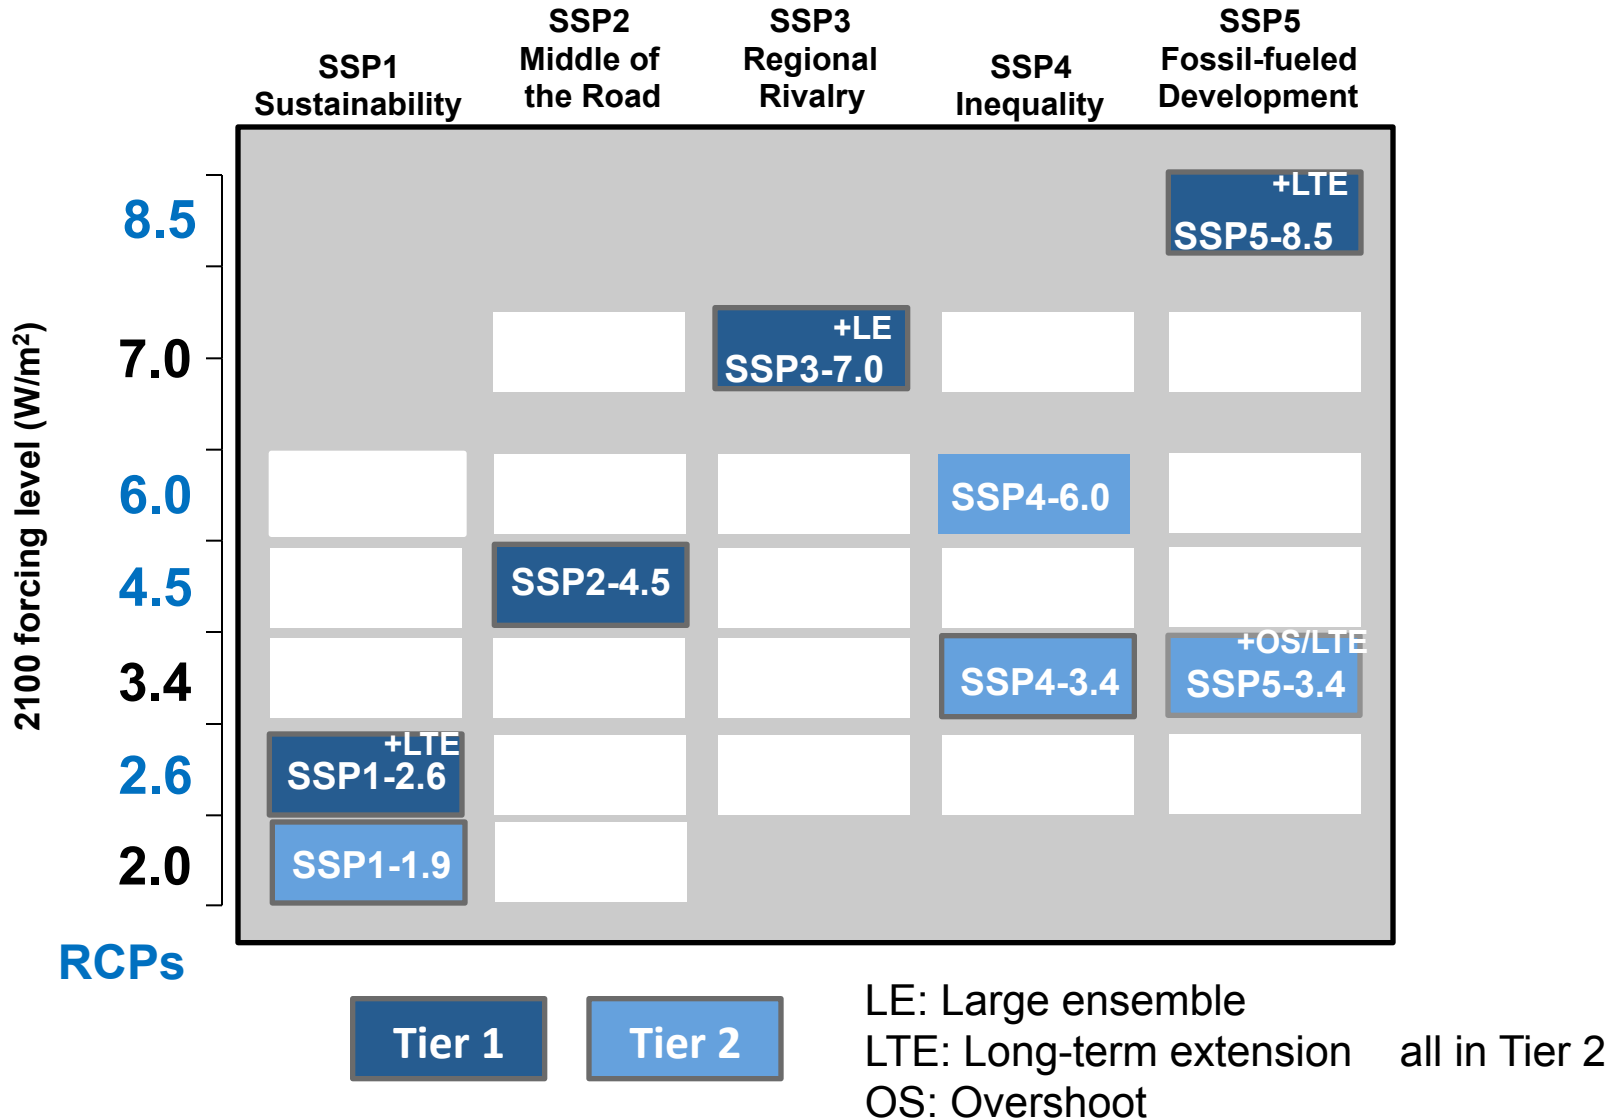 SSP1
Sustainability
SSP2
Middle of
the Road
SSP3
Regional
Rivalry
SSP4
Inequality
SSP5
Fossil-fueled
Development
2100 forcing level (W/m²)
8.5
+LTE
SSP5-8.5
7.0
+LE
SSP3-7.0
6.0
SSP4-6.0
4.5
SSP2-4.5
3.4
SSP4-3.4
+OS/LTE
SSP5-3.4
2.6
+LTE
SSP1-2.6
2.0
SSP1-1.9
RCPs
Tier 1
Tier 2
LE: Large ensemble
LTE: Long-term extension all in Tier 2
OS: Overshoot